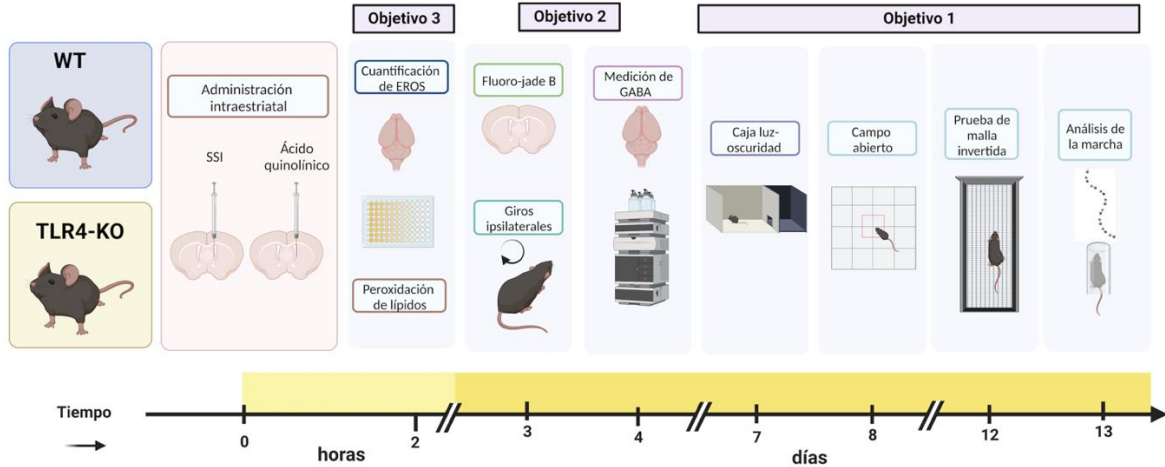 Objetivo 3
Objetivo 2
Objetivo 1
WT
TLR4-KO
Administración
intraestriatal
SSI
Ácido
quinolínico
Cuantificación
de EROS
Peroxidación
de lípidos
Fluoro-jade B
Giros
ipsilaterales
Medición de
GABA
Caja luz-
oscuridad
Campo
abierto
Prueba de
malla
invertida
Análisis de
la marcha
Tiempo
0
2
3
4
7
8
12
13
horas
días